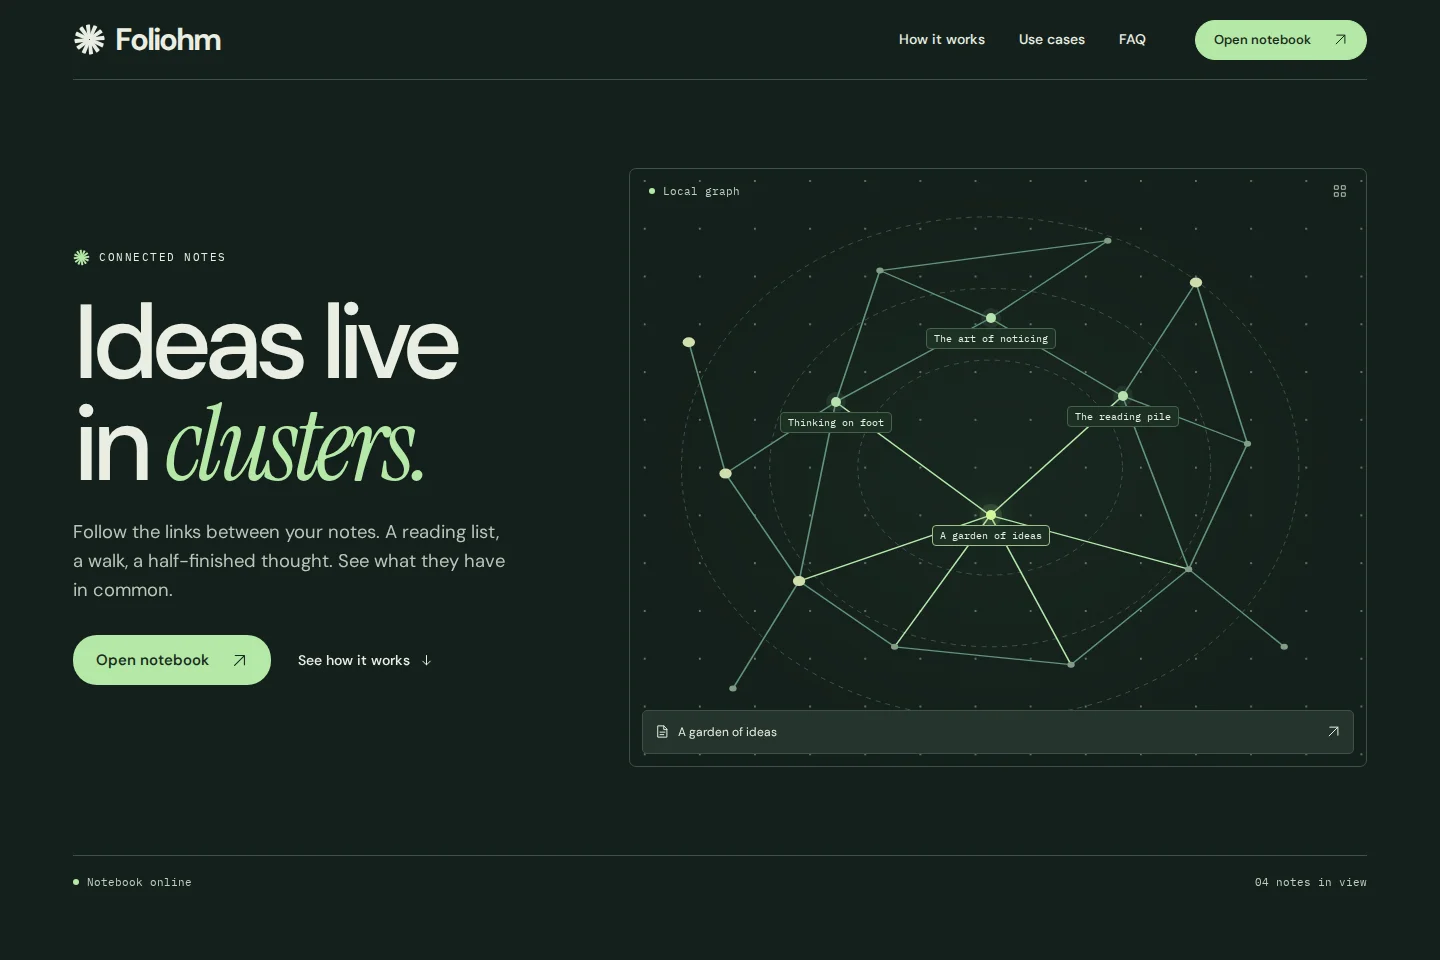 Foliohm
How it works
Use cases
FAQ
Open notebook
CONNECTED NOTES
Ideas live
in clusters.
Follow the links between your notes. A reading list,
a walk, a half-finished thought. See what they have
in common.
Open notebook
See how it works
Local graph
The art of noticing
Thinking on foot
The reading pile
A garden of ideas
A garden of ideas
Notebook online
04 notes in view